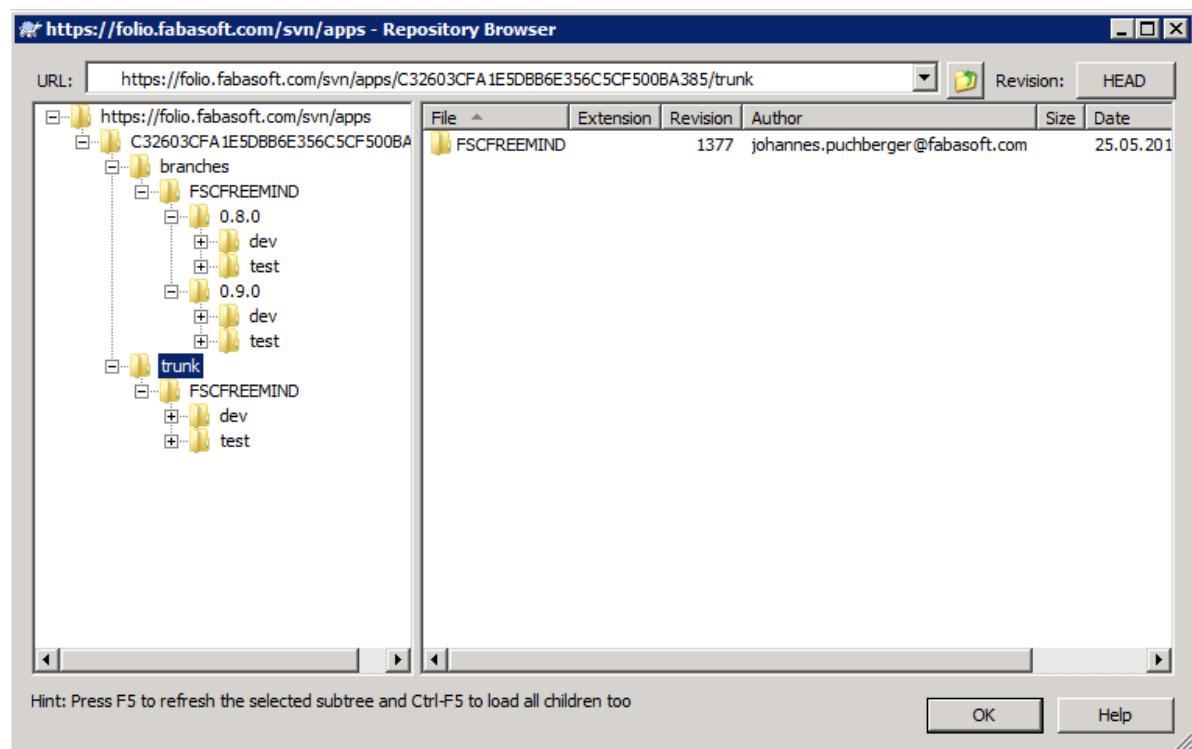 https://folio.fabasoft.com/svn/apps - Repository Browser
URL: https://folio.fabasoft.com/svn/apps/C32603CFA1E5DBB6E356C5CF500BA385/trunk Revision: HEAD
https://folio.fabasoft.com/svn/apps
C32603CFA1E5DBB6E356C5CF500BA
branches
FSCFREEMIND
0.8.0
dev
test
0.9.0
dev
test
trunk
FSCFREEMIND
dev
test
File Extension Revision Author Size Date
FSCFREEMIND 1377 johannes.puchberger@fabasoft.com 25.05.201
Hint: Press F5 to refresh the selected subtree and Ctrl-F5 to load all children too
OK Help